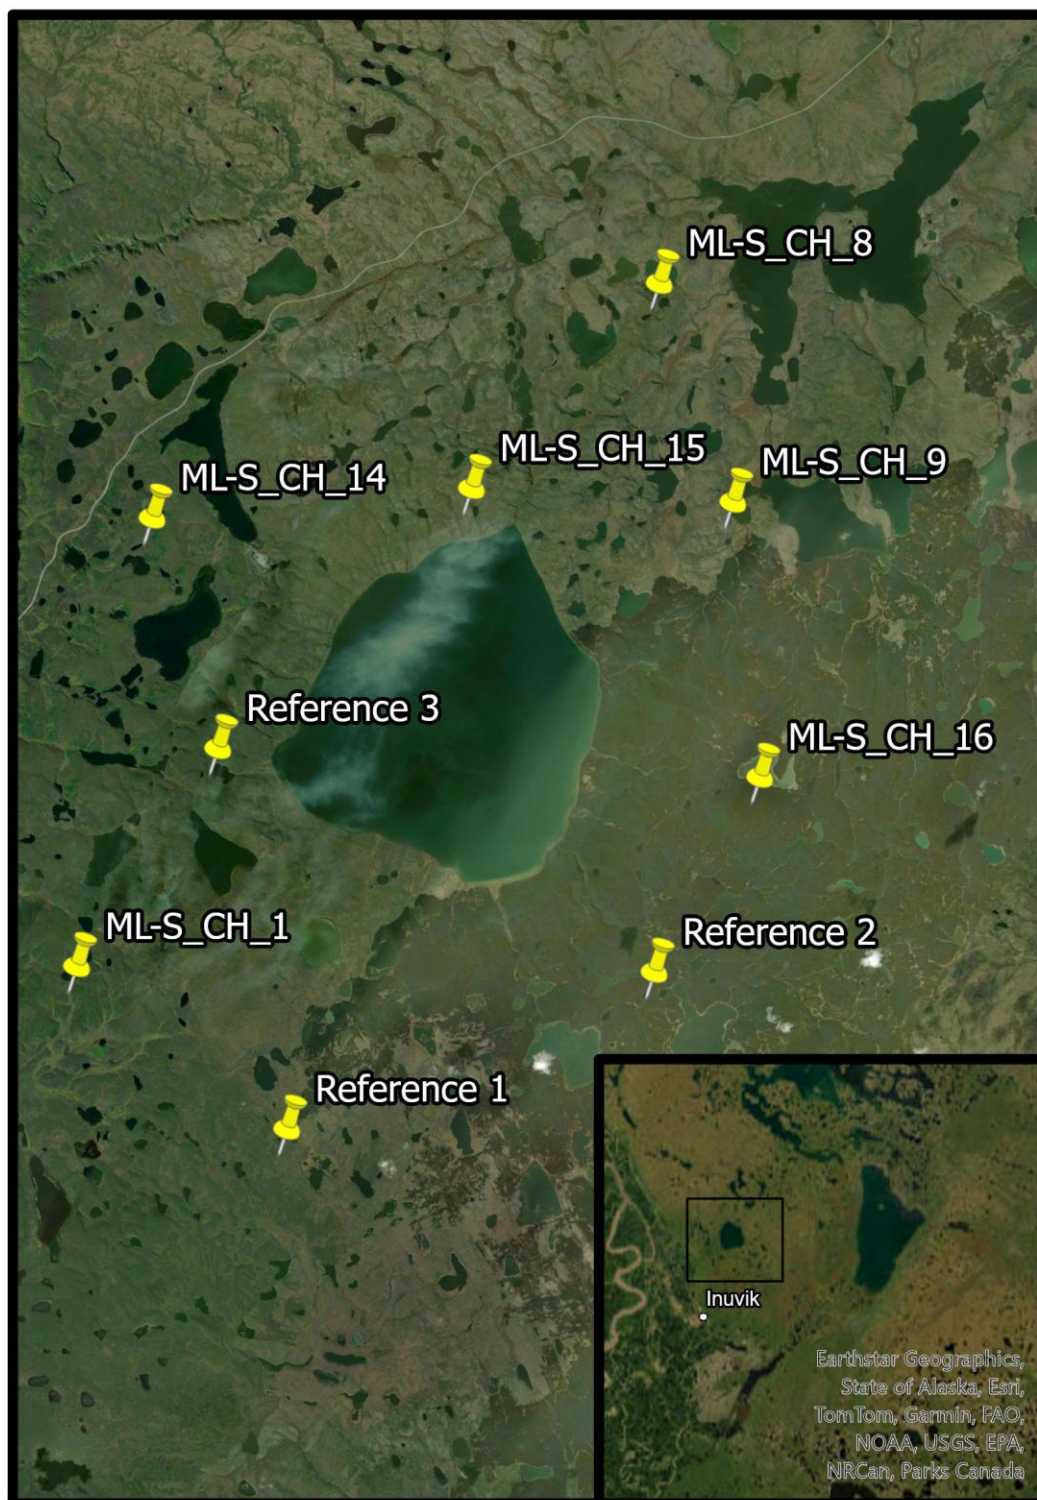 ML-S_CH_8
ML-S_CH_15
ML-S_CH_9
ML-S_CH_14
Reference 3
ML-S_CH_16
ML-S_CH_1
Reference 2
Reference 1
Inuvik
Earthstar Geographics,
State of Alaska, Esri,
TomTom, Garmin, FAO,
NOAA, USGS, EPA,
NRCan, Parks Canada